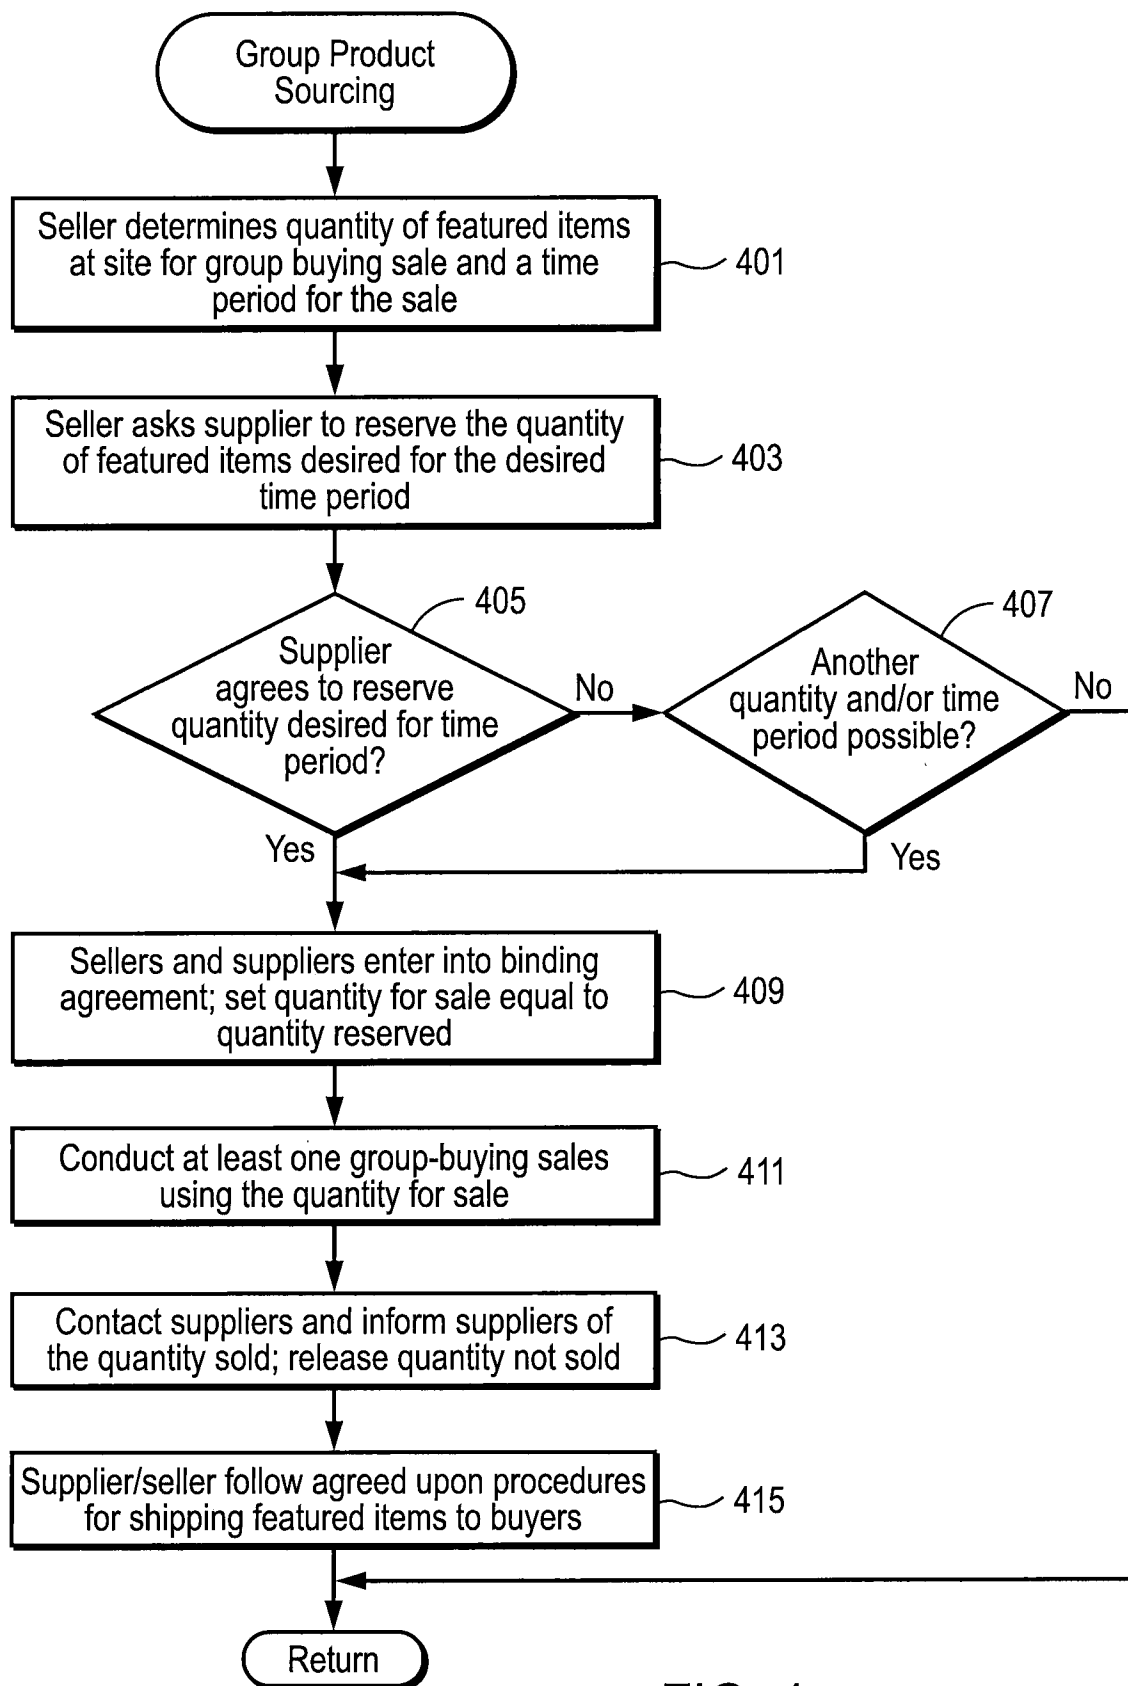 Group Product
Sourcing
Seller determines quantity of featured items
at site for group buying sale and a time
period for the sale
401
Seller asks supplier to reserve the quantity
of featured items desired for the desired
time period
403
405
Supplier
agrees to reserve
quantity desired for time
period?
No
Yes
407
Another
quantity and/or time
period possible?
No
Yes
Sellers and suppliers enter into binding
agreement; set quantity for sale equal to
quantity reserved
409
Conduct at least one group-buying sales
using the quantity for sale
411
Contact suppliers and inform suppliers of
the quantity sold; release quantity not sold
413
Supplier/seller follow agreed upon procedures
for shipping featured items to buyers
415
Return